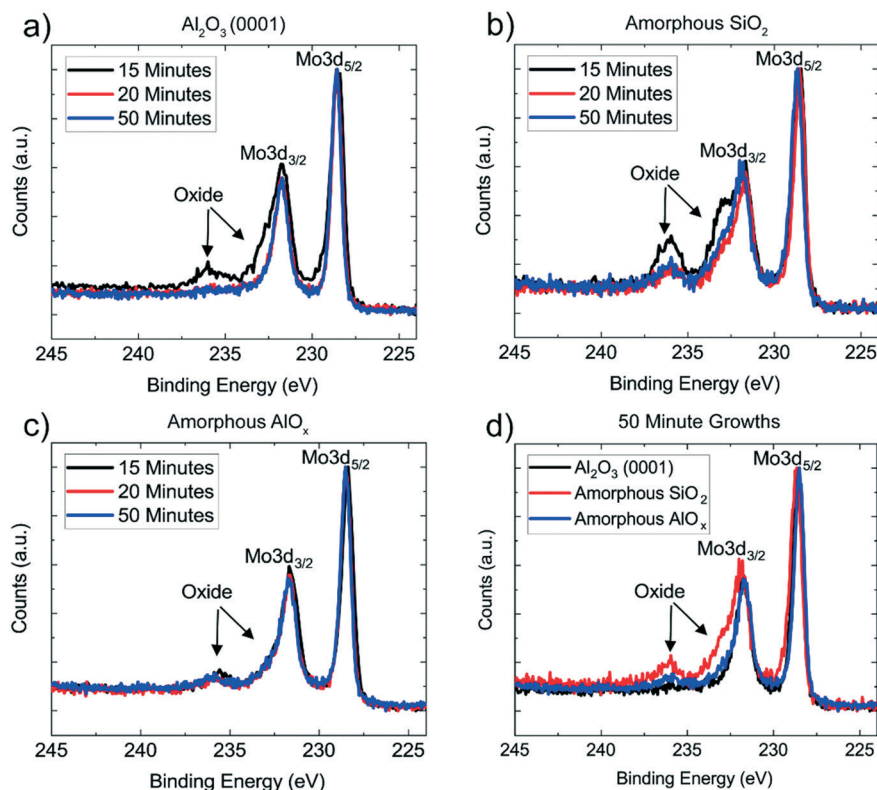 a)
Al₂O₃ (0001)
15 Minutes
20 Minutes
50 Minutes
Mo3d₅/₂
Mo3d₃/₂
Oxide
Counts (a.u.)
245 240 235 230 225
Binding Energy (eV)
b)
Amorphous SiO₂
15 Minutes
20 Minutes
50 Minutes
Mo3d₅/₂
Mo3d₃/₂
Oxide
Counts (a.u.)
245 240 235 230 225
Binding Energy (eV)
c)
Amorphous AlOₓ
15 Minutes
20 Minutes
50 Minutes
Mo3d₅/₂
Mo3d₃/₂
Oxide
Counts (a.u.)
245 240 235 230 225
Binding Energy (eV)
d)
50 Minute Growths
Al₂O₃ (0001)
Amorphous SiO₂
Amorphous AlOₓ
Mo3d₅/₂
Mo3d₃/₂
Oxide
Counts (a.u.)
245 240 235 230 225
Binding Energy (eV)